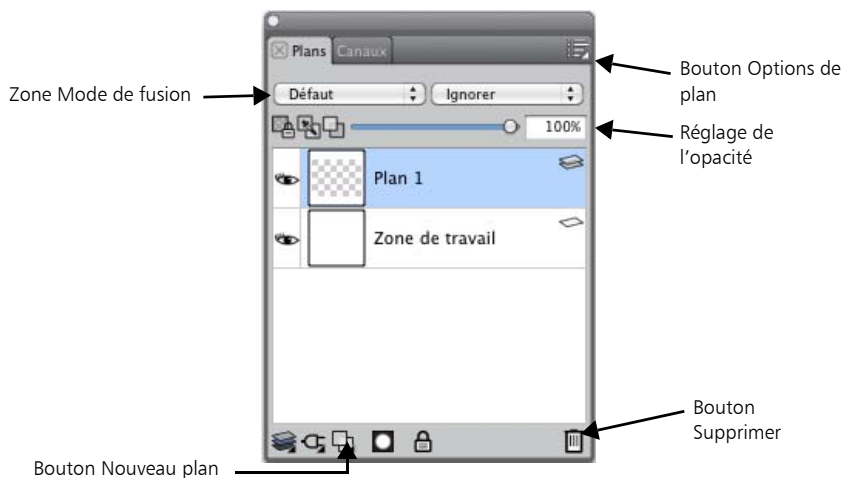 Plans Canaux
Bouton Options de
plan
Zone Mode de fusion
Défaut Ignorer
100%
Réglage de
l'opacité
Plan 1
Zone de travail
Bouton
Supprimer
Bouton Nouveau plan